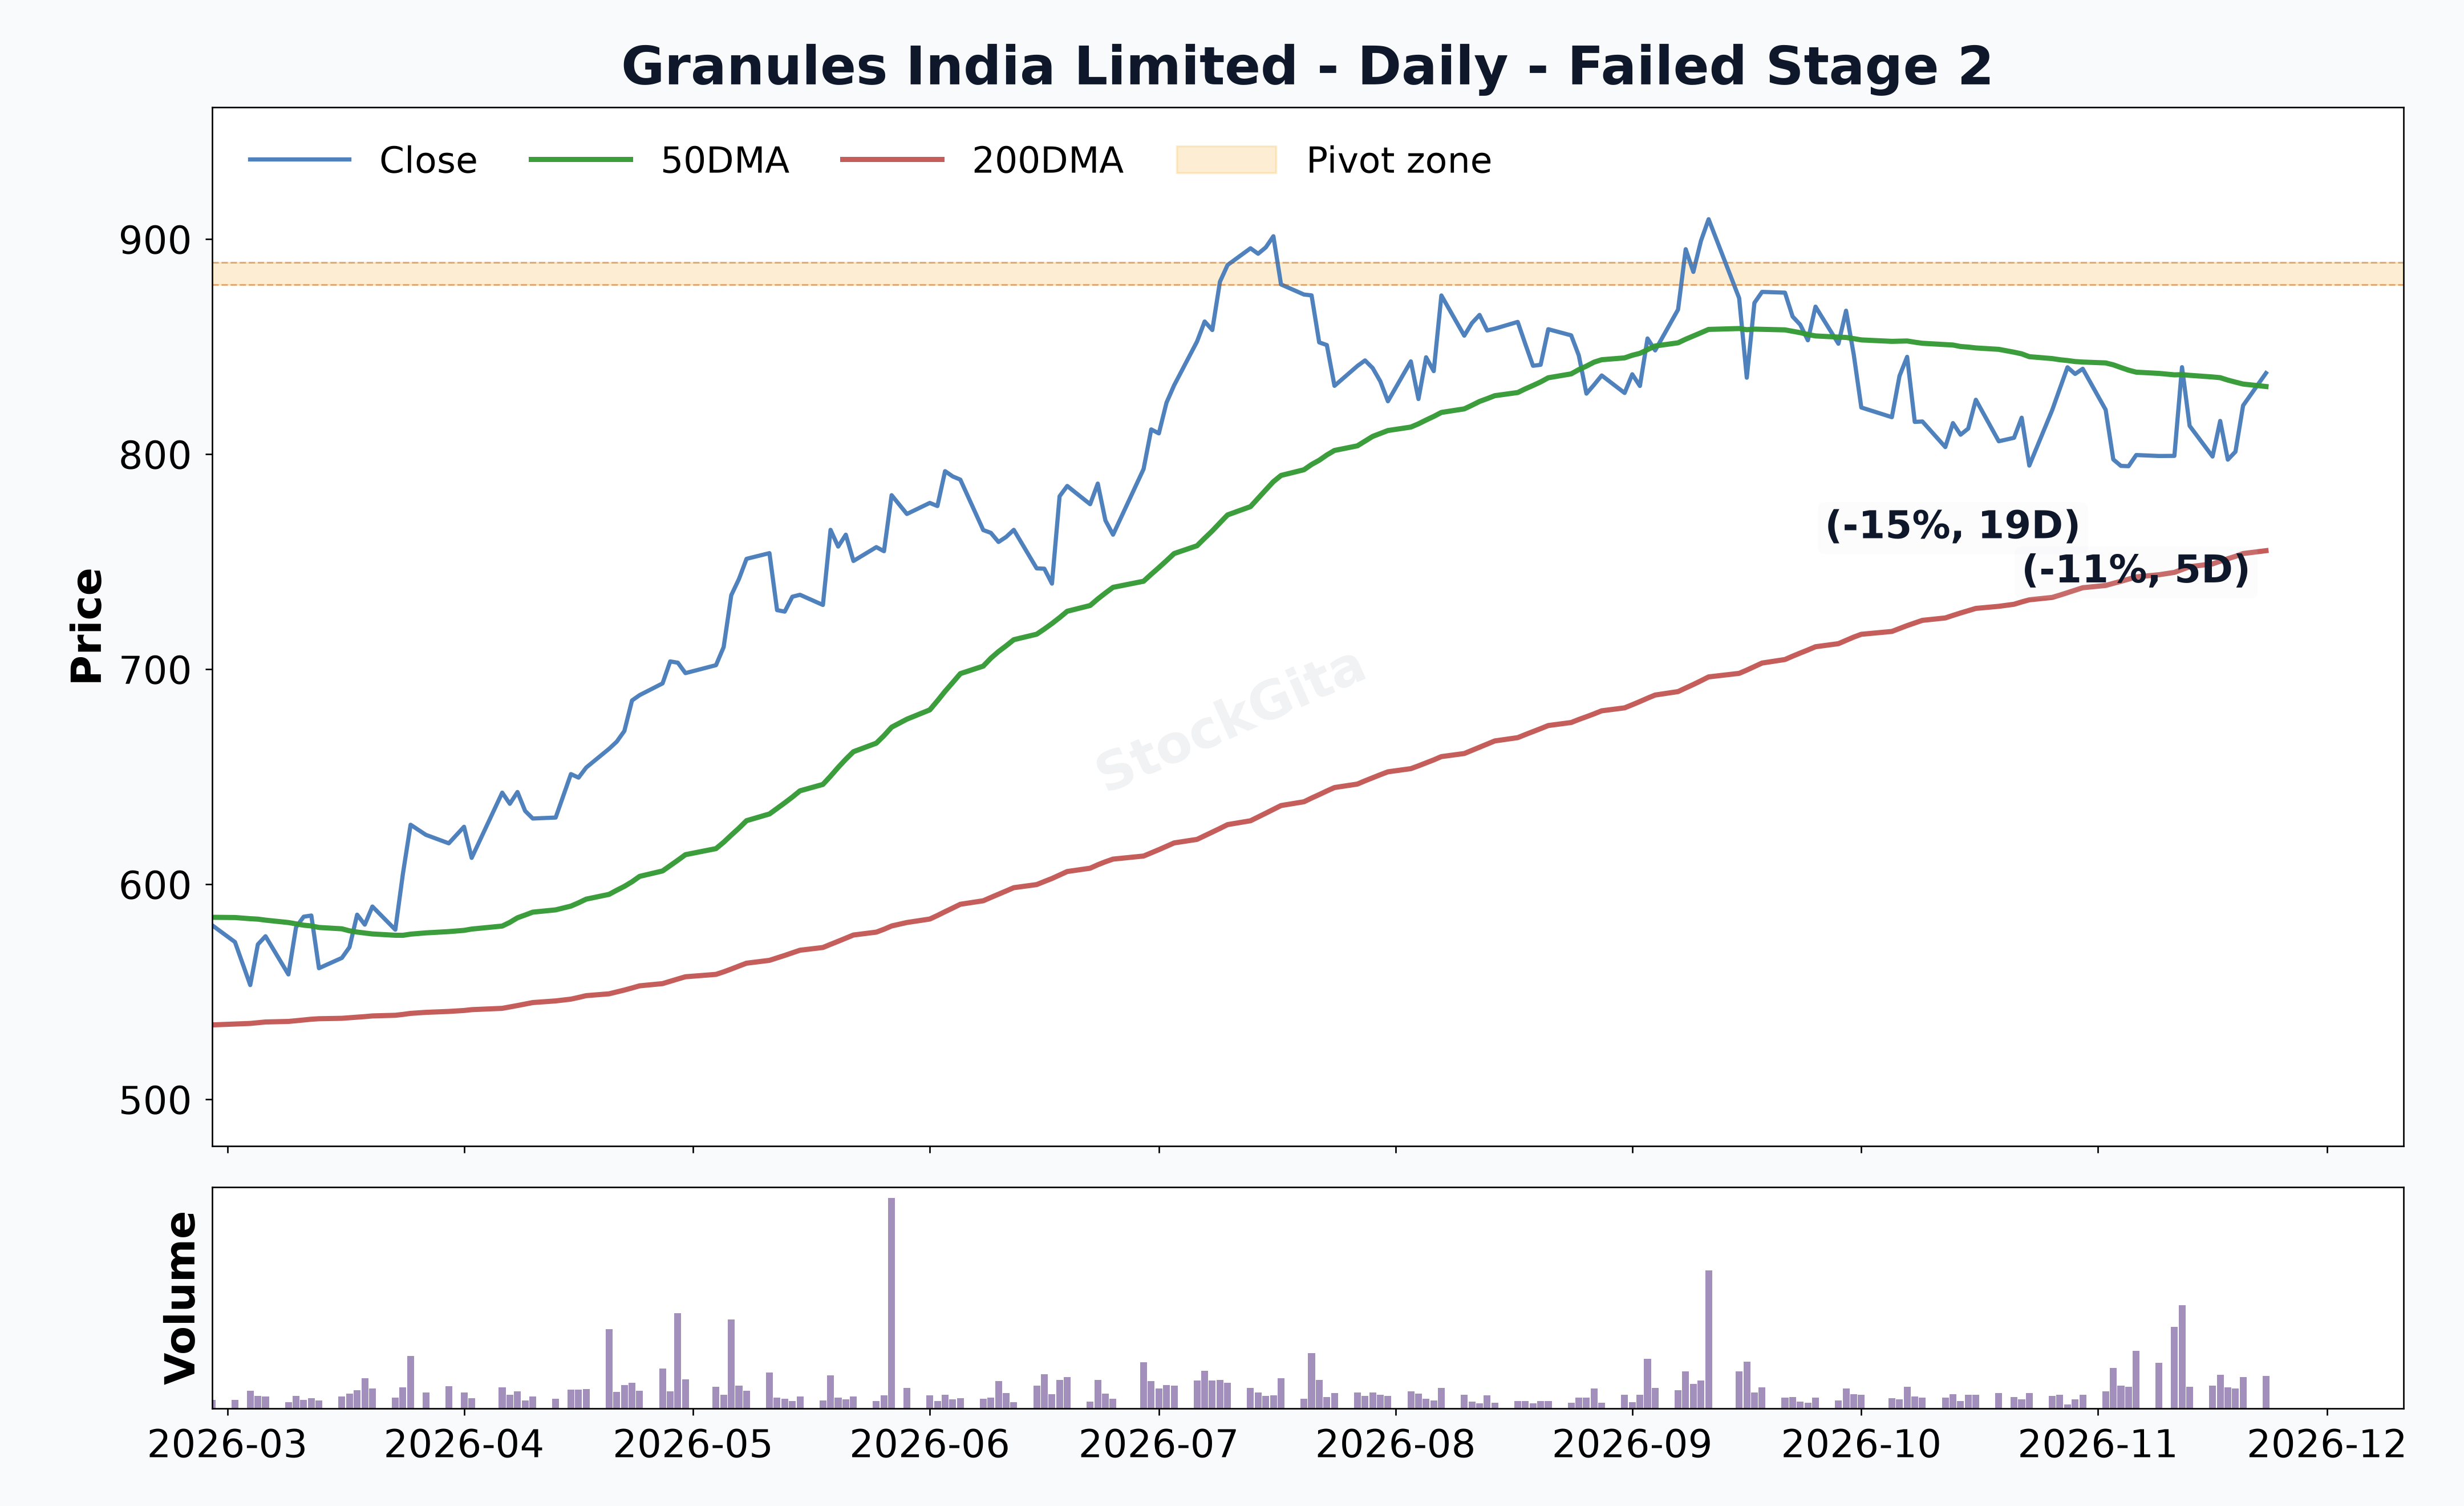 Granules India Limited - Daily - Failed Stage 2
Close 50DMA 200DMA Pivot zone
900
800
700
600
500
Price
(-15%, 19D)
(-11%, 5D)
StockGita
Volume
2026-03 2026-04 2026-05 2026-06 2026-07 2026-08 2026-09 2026-10 2026-11 2026-12